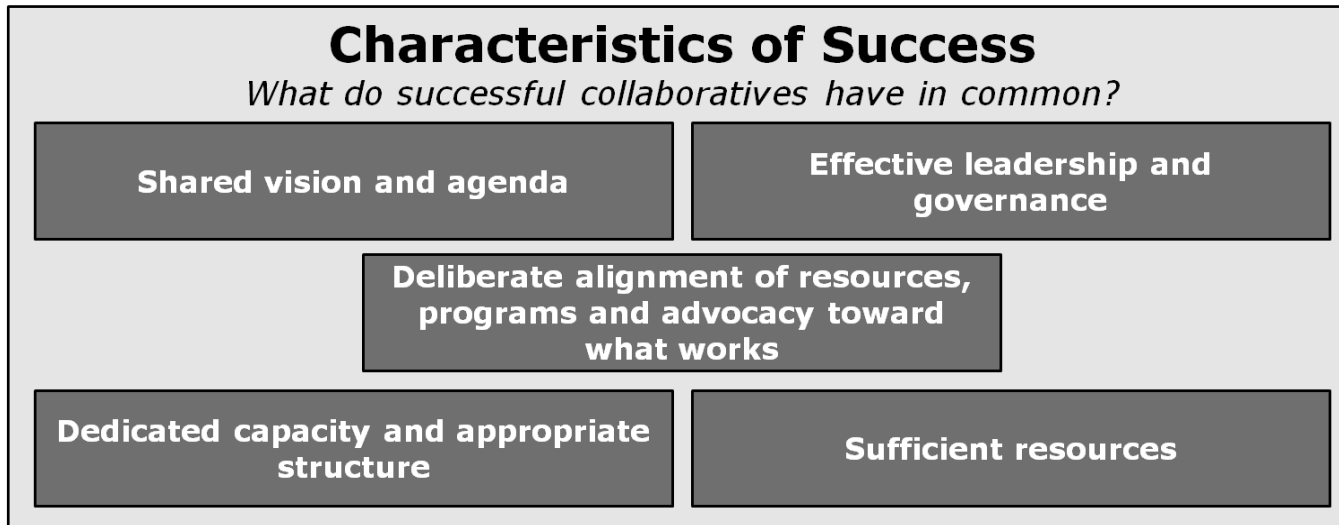 Characteristics of Success
What do successful collaboratives have in common?
Shared vision and agenda
Effective leadership and
governance
Deliberate alignment of resources,
programs and advocacy toward
what works
Dedicated capacity and appropriate
structure
Sufficient resources